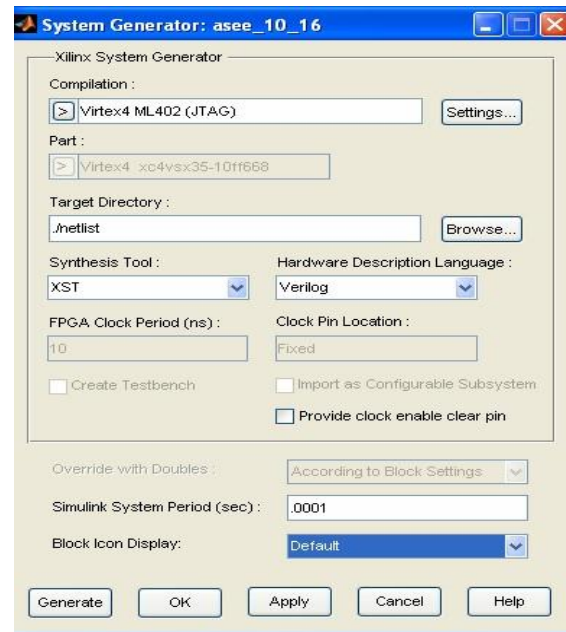 System Generator: asee_10_16
Xilinx System Generator
Compilation :
> Virtex4 ML402 (JTAG) Settings...
Part :
> Virtex4 xc4vsx35-10ff668
Target Directory :
./netlist Browse...
Synthesis Tool : Hardware Description Language :
XST Verilog
FPGA Clock Period (ns) : Clock Pin Location :
10 Fixed
Create Testbench Import as Configurable Subsystem
Provide clock enable clear pin
Override with Doubles : According to Block Settings
Simulink System Period (sec) : .0001
Block Icon Display: Default
Generate OK Apply Cancel Help